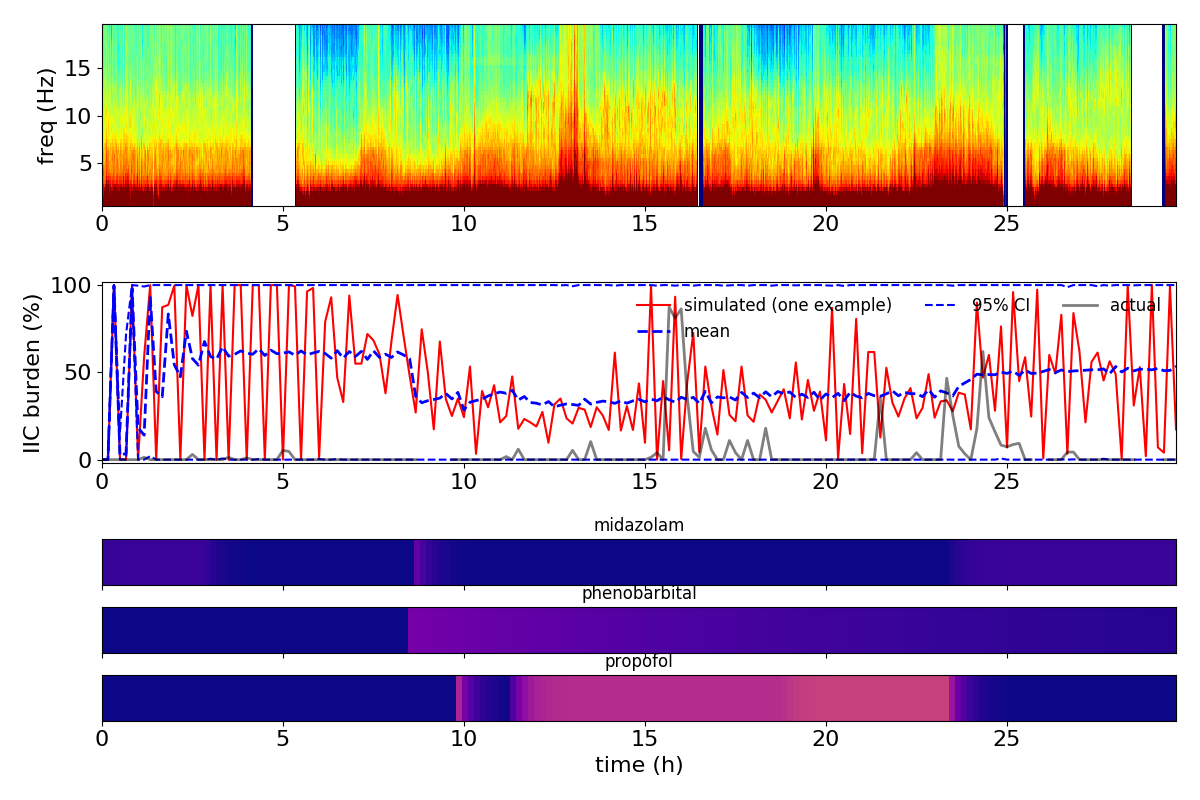 freq (Hz)
15
10
5
0 5 10 15 20 25
IIC burden (%)
100
50
0
simulated (one example) 95% CI actual
mean
0 5 10 15 20 25
midazolam
phenobarbital
propofol
0 5 10 15 20 25
time (h)